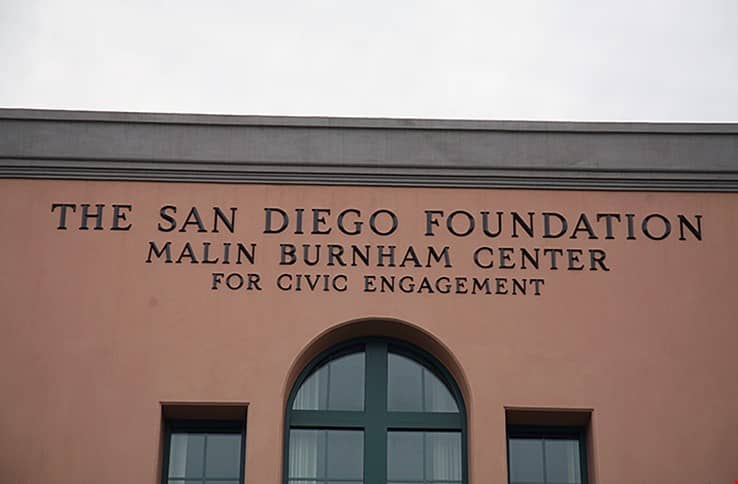 THE SAN DIEGO FOUNDATION
MALIN BURNHAM CENTER
FOR CIVIC ENGAGEMENT